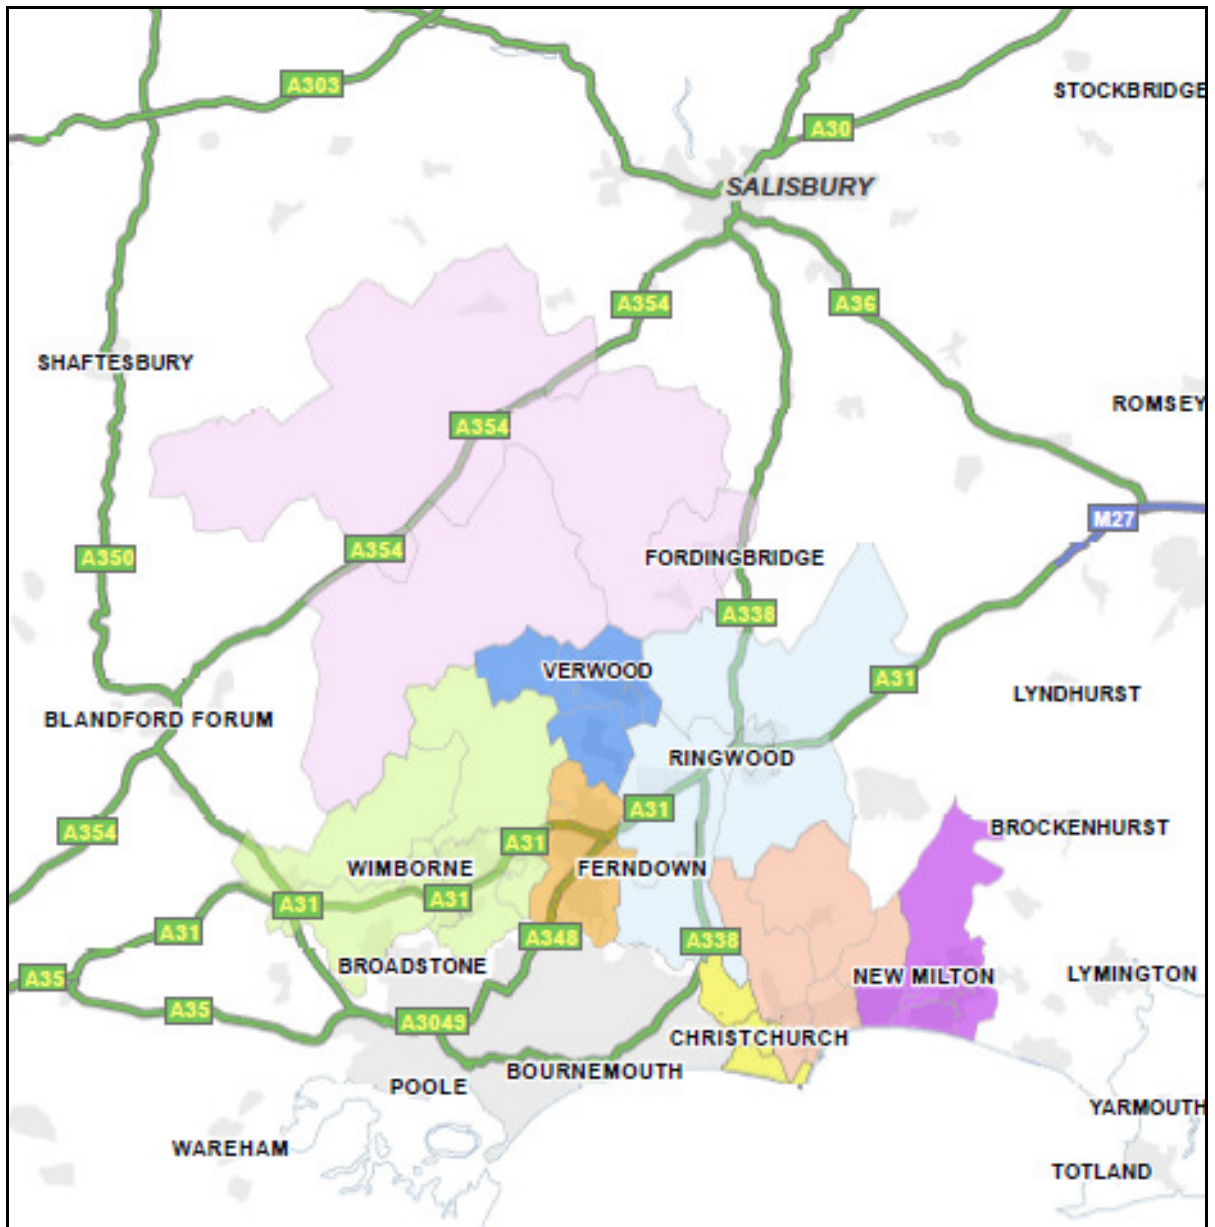 A303
STOCKBRIDGE
A30
SALISBURY
A354
A36
SHAFTESBURY
ROMSEY
A354
M27
A354
A350
FORDINGBRIDGE
A338
VERWOOD
A31
LYNDHURST
BLANDFORD FORUM
RINGWOOD
A31
A354
A31
BROCKENHURST
WIMBORNE
FERNDOWN
A31
A31
A31
A348
A338
BROADSTONE
A35
NEW MILTON
LYMINGTON
A35
A3049
CHRISTCHURCH
BOURNEMOUTH
POOLE
YARMOUTH
WAREHAM
TOTLAND